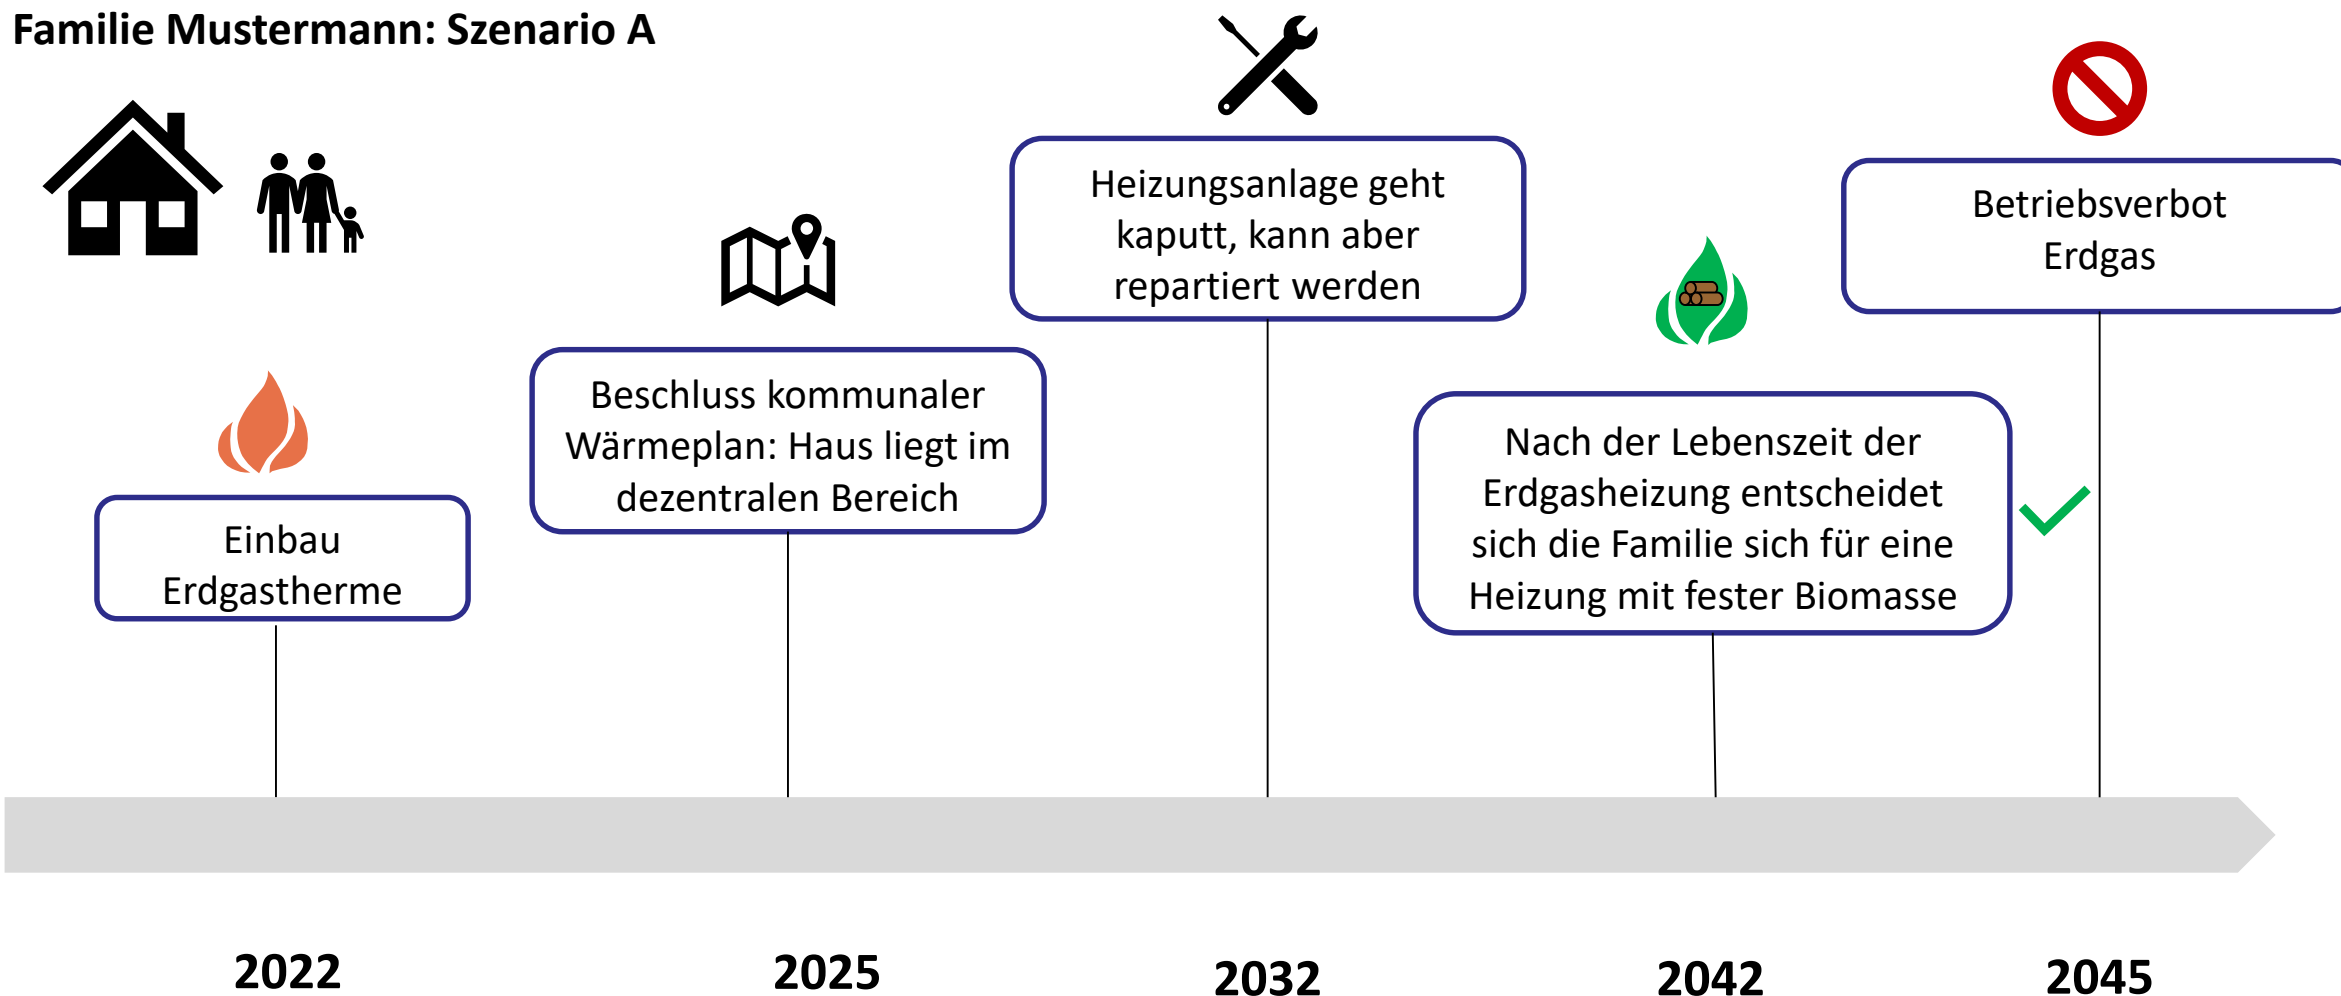 Familie Mustermann: Szenario A
Einbau
Erdgastherme
Beschluss kommunaler
Wärmeplan: Haus liegt im
dezentralen Bereich
Heizungsanlage geht
kaputt, kann aber
repartiert werden
Nach der Lebenszeit der
Erdgasheizung entscheidet
sich die Familie sich für eine
Heizung mit fester Biomasse
Betriebsverbot
Erdgas
2022
2025
2032
2042
2045